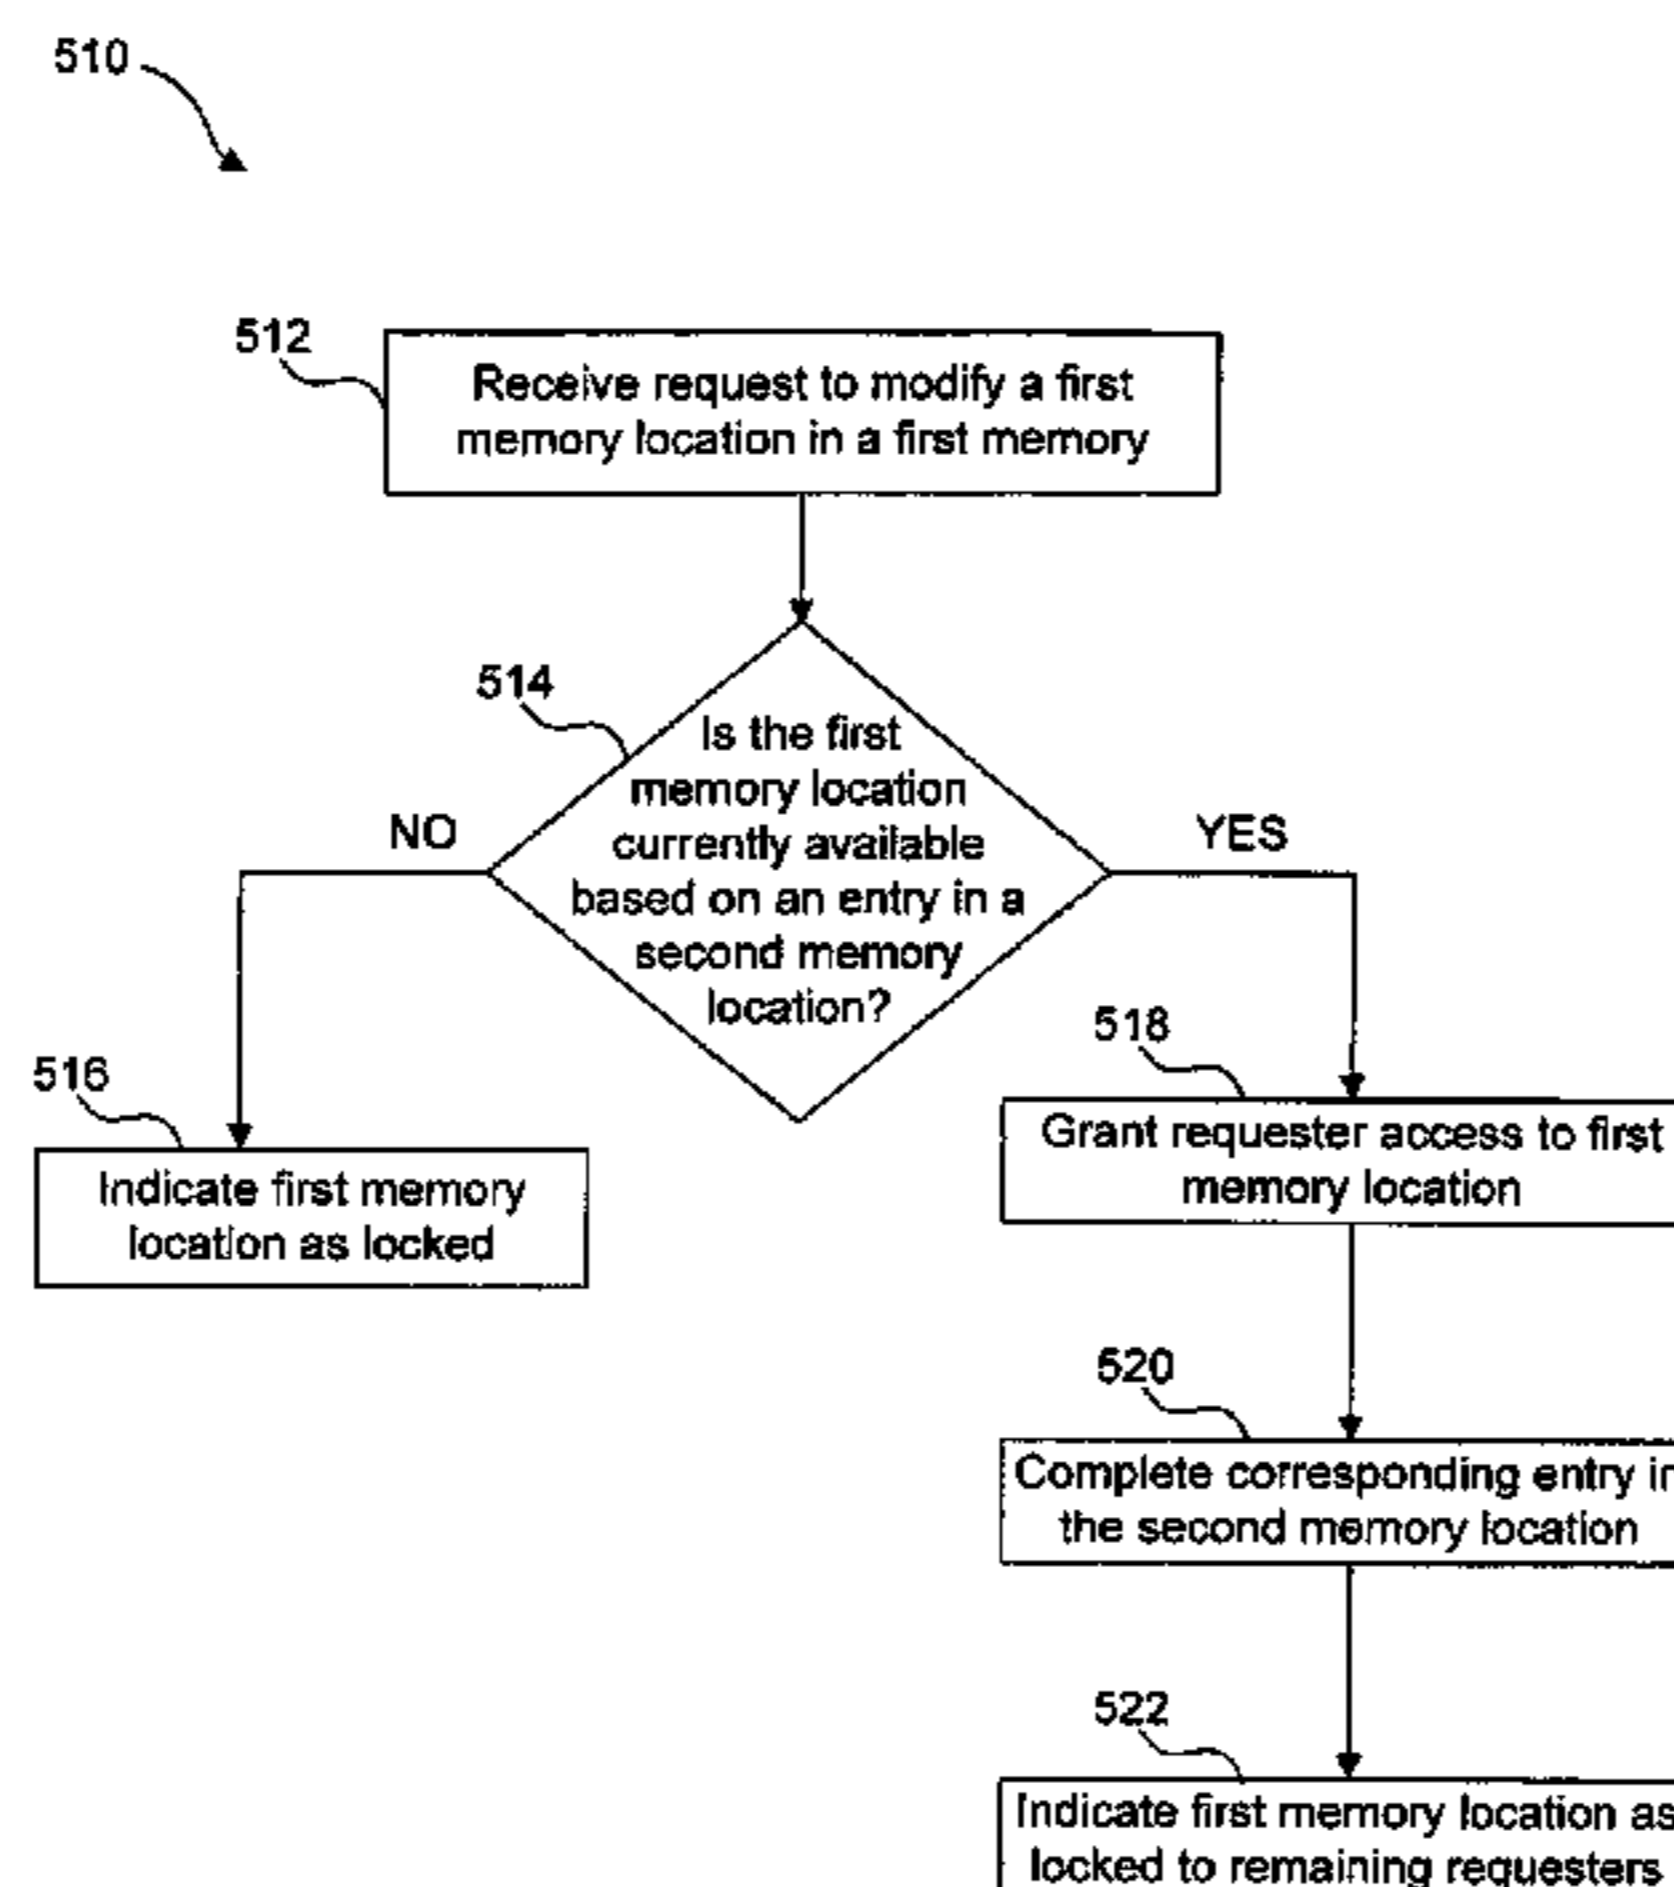 510
512
Receive request to modify a first
memory location in a first memory
514
Is the first
memory location
currently available
based on an entry in a
second memory
location?
NO
YES
516
Indicate first memory
location as locked
518
Grant requester access to first
memory location
520
Complete corresponding entry in
the second memory location
522
Indicate first memory location as
locked to remaining requesters